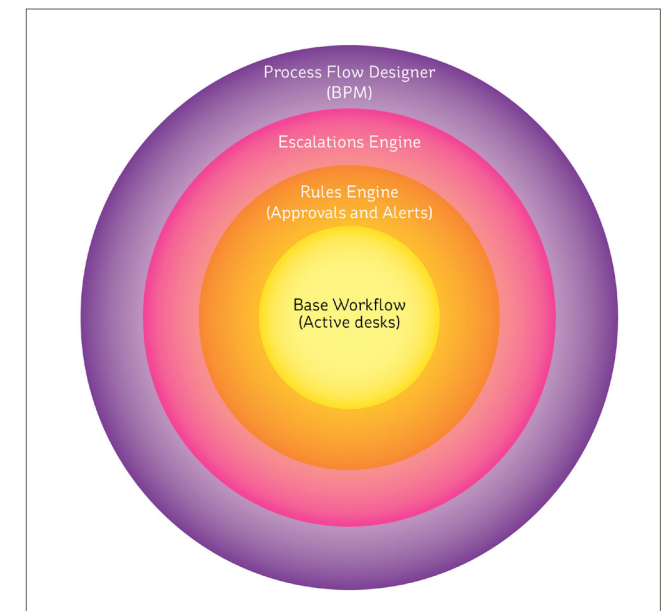 Process Flow Designer
(BPM)
Escalations Engine
Rules Engine
(Approvals and Alerts)
Base Workflow
(Active desks)